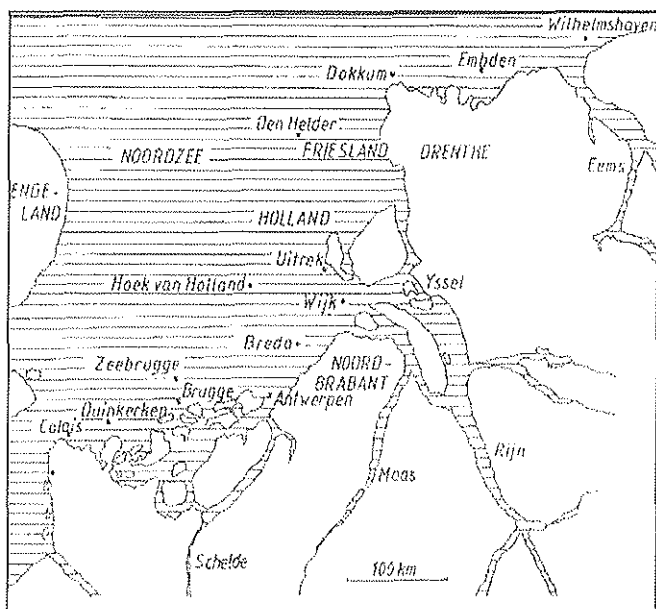 Wilhelmshaven
Embden
Dokkum
Den Helder
NOORDZEE
FRIESLAND
DRENTHE
Eems
ENGE-
LAND
HOLLAND
Uitrek
Hoek van Holland
Yssel
Wijk
Breda
Zeebrugge
NOORD-
BRABANT
Brugge
Antwerpen
Duinkerken
Calais
Rijn
Maas
Schelde
100 km